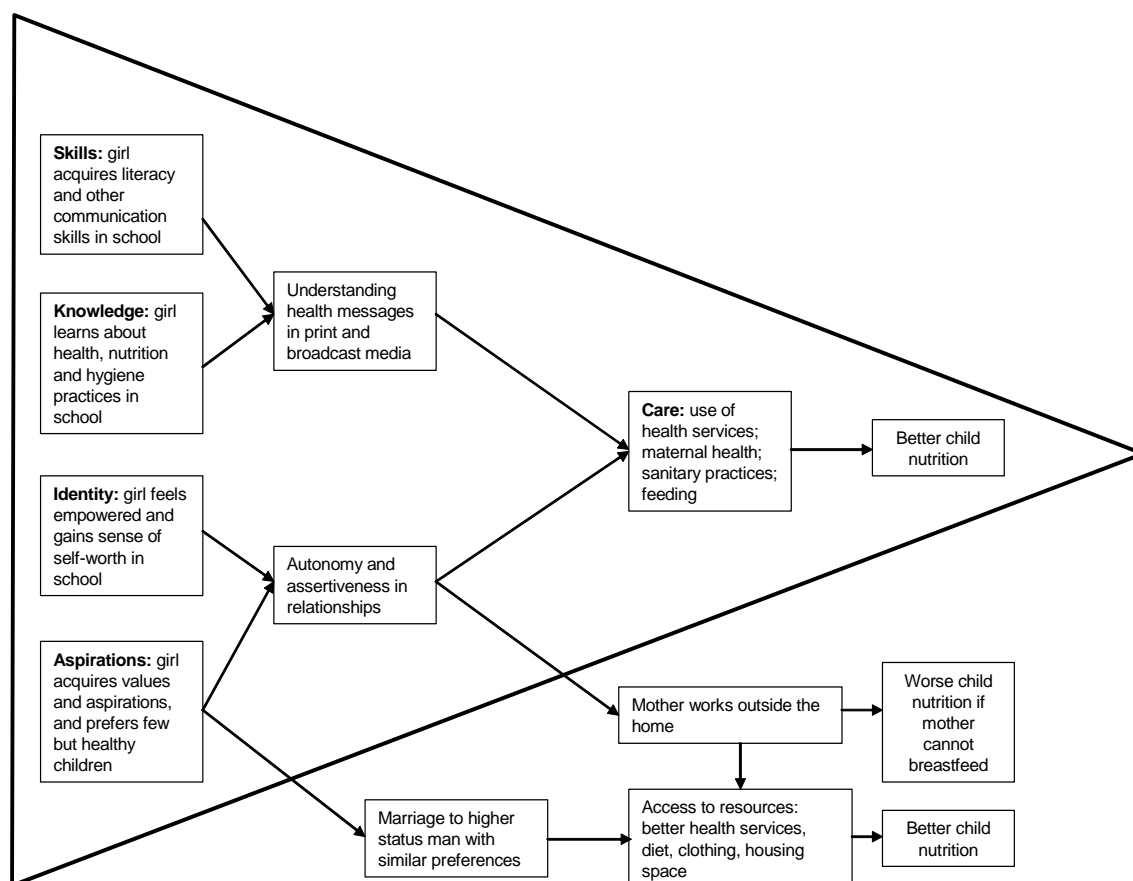 Skills: girl
acquires literacy
and other
communication
skills in school
Knowledge: girl
learns about
health, nutrition
and hygiene
practices in
school
Identity: girl feels
empowered and
gains sense of
self-worth in
school
Aspirations: girl
acquires values
and aspirations,
and prefers few
but healthy
children
Understanding
health messages
in print and
broadcast media
Autonomy and
assertiveness in
relationships
Marriage to higher
status man with
similar preferences
Care: use of
health services;
maternal health;
sanitary practices;
feeding
Better child
nutrition
Mother works outside the
home
Worse child
nutrition if
mother
cannot
breastfeed
Access to resources:
better health services,
diet, clothing, housing
space
Better child
nutrition